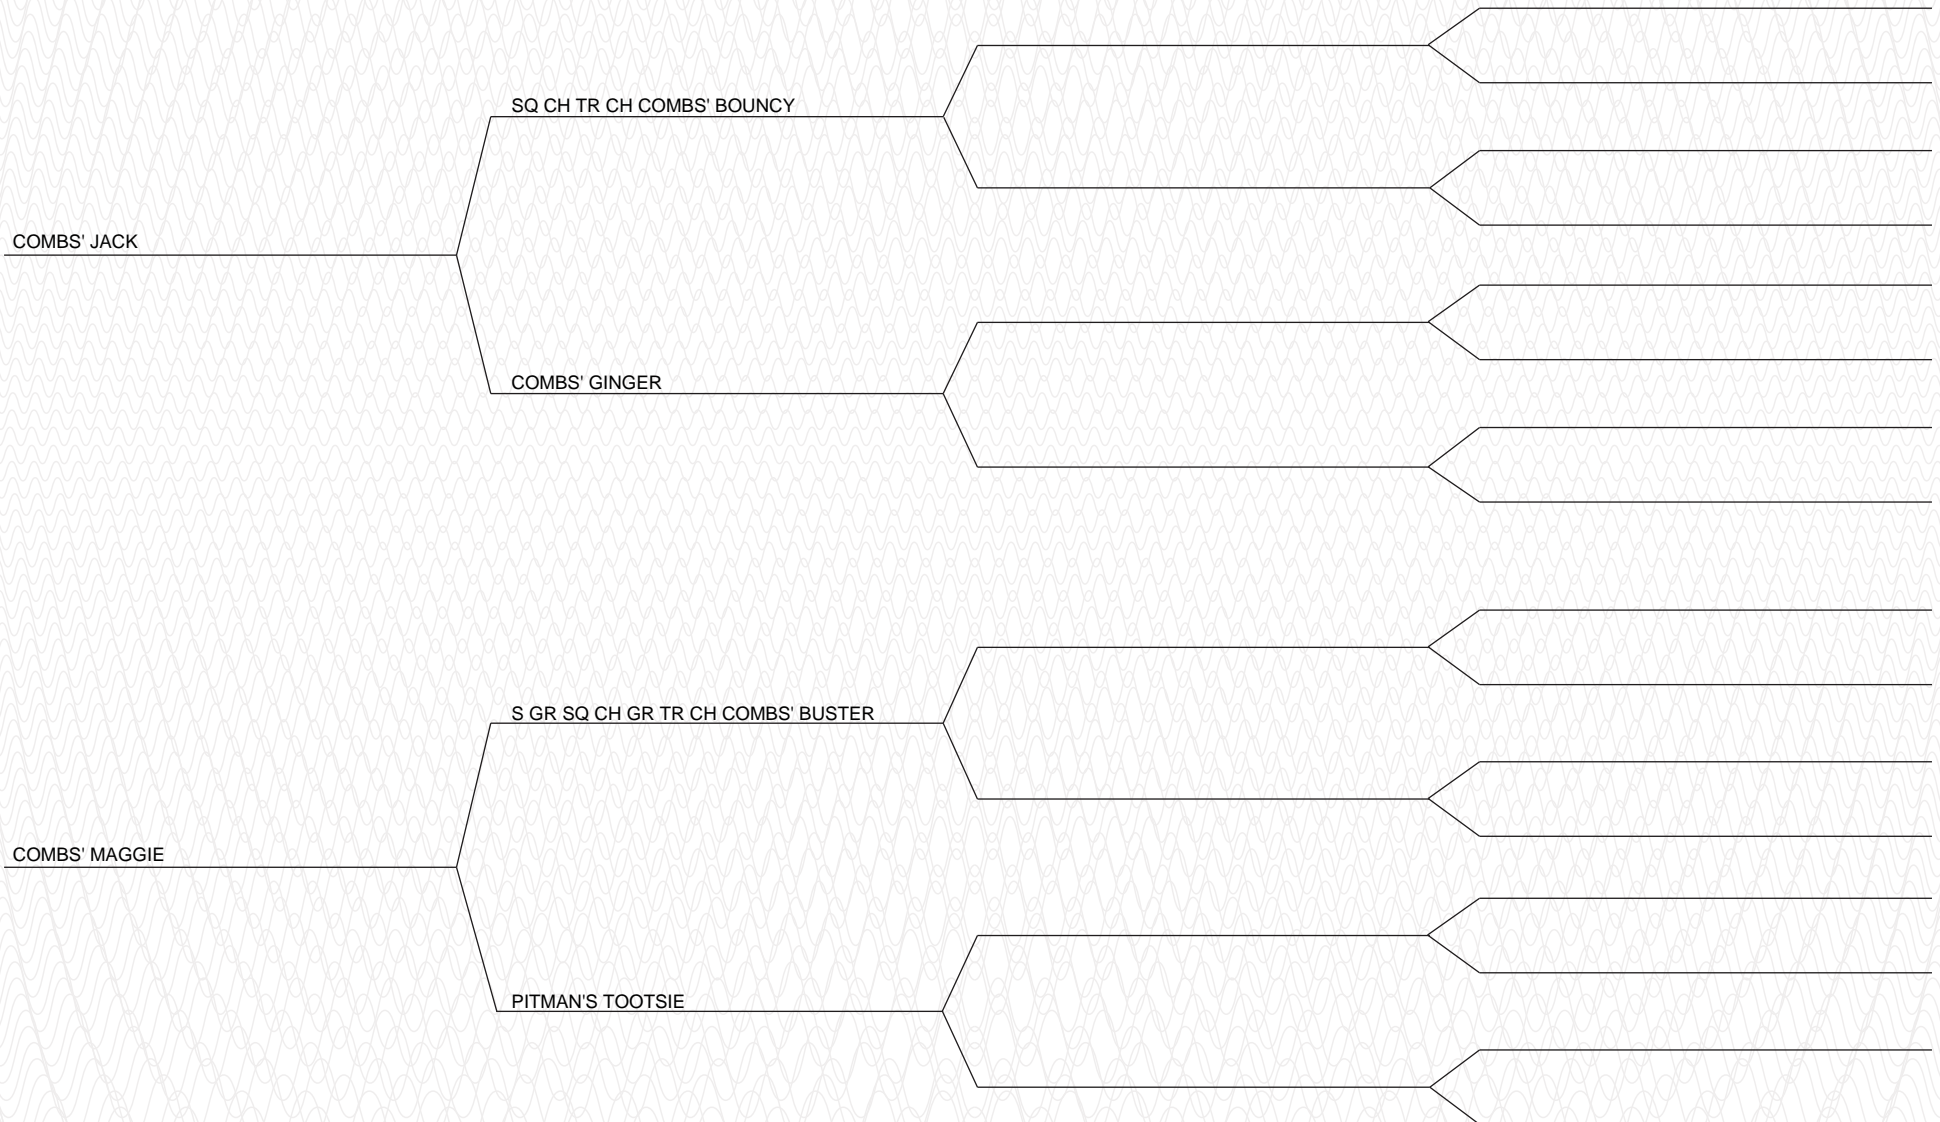 SQ CH TR CH COMBS' BOUNCY
COMBS' JACK
COMBS' GINGER
S GR SQ CH GR TR CH COMBS' BUSTER
COMBS' MAGGIE
PITMAN'S TOOTSIE